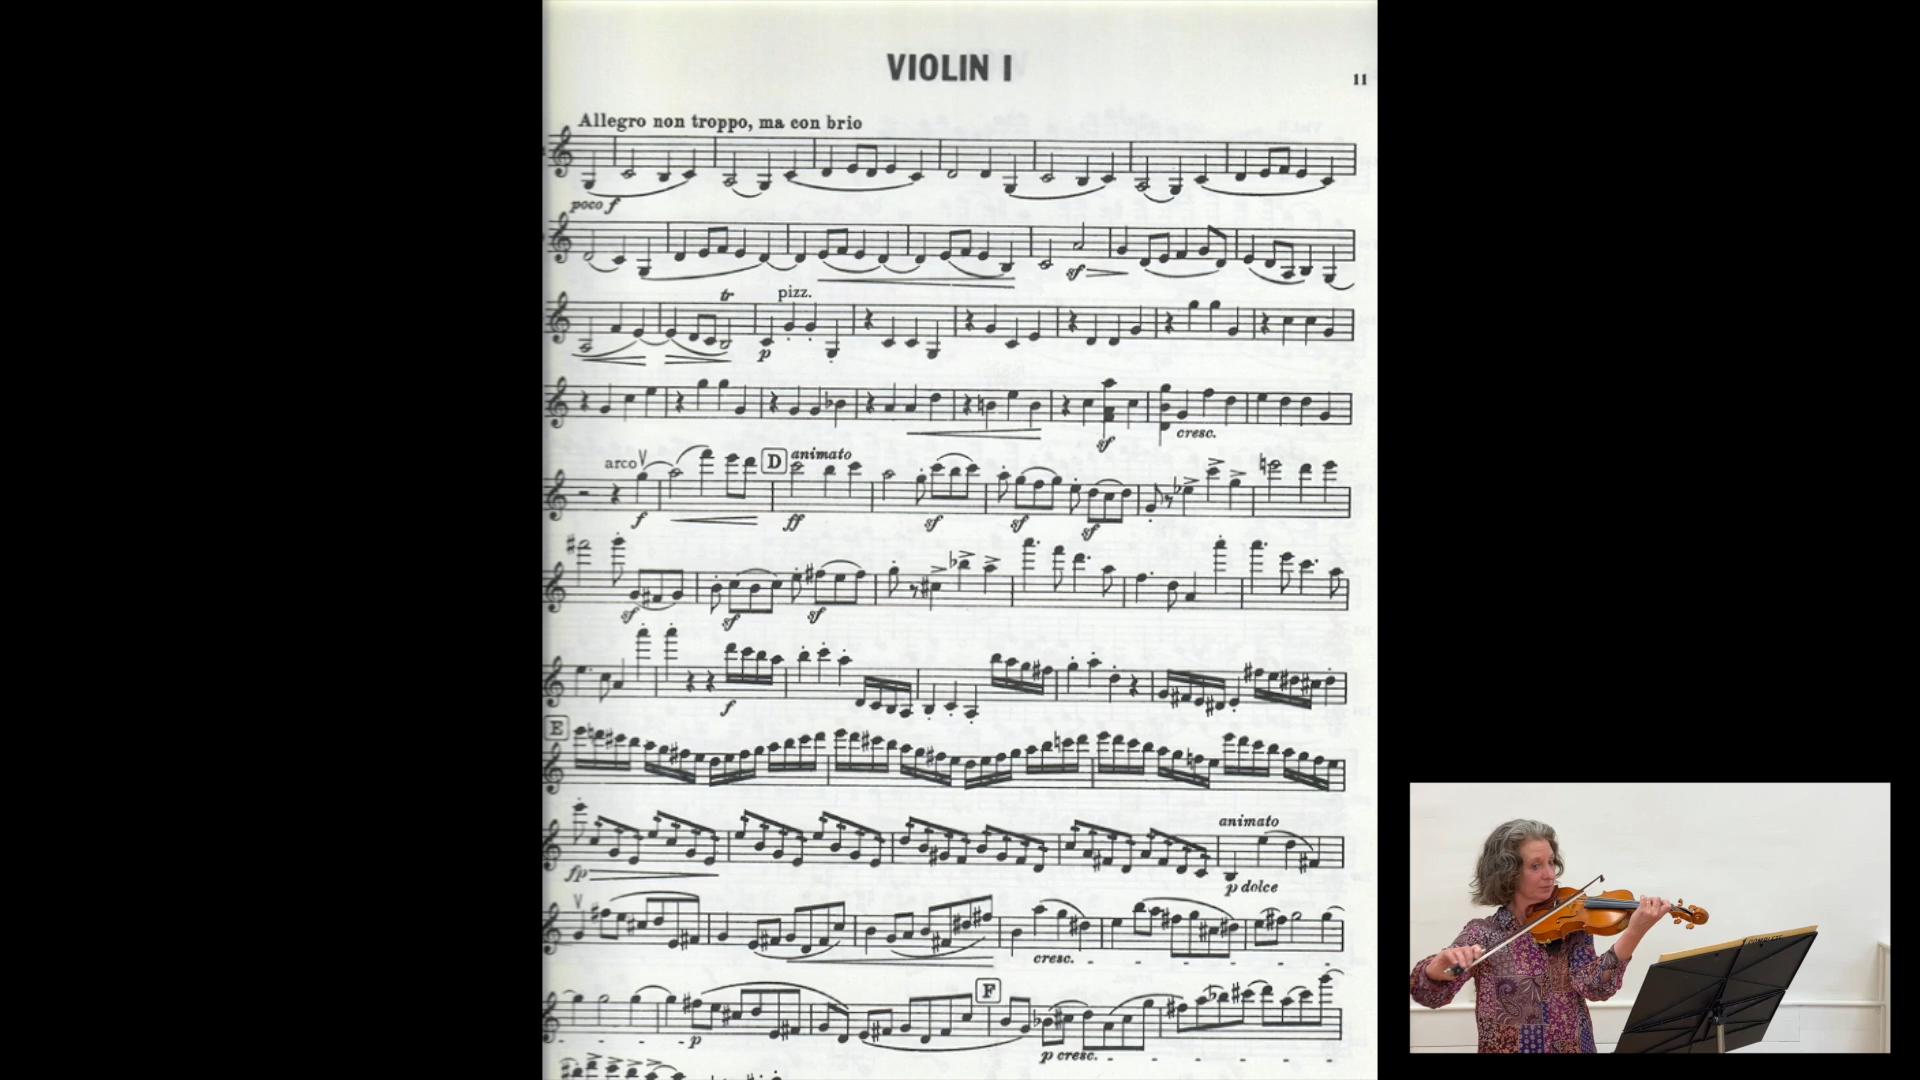 VIOLIN I
11
Allegro non troppo, ma con brio
poco f
sf
tr
pizz.
p
sf
cresc.
arco
D
animato
f
ff
sf
sf
sf
sf
sf
sf
f
E
animato
fp
p dolce
cresc.
F
p
p cresc.